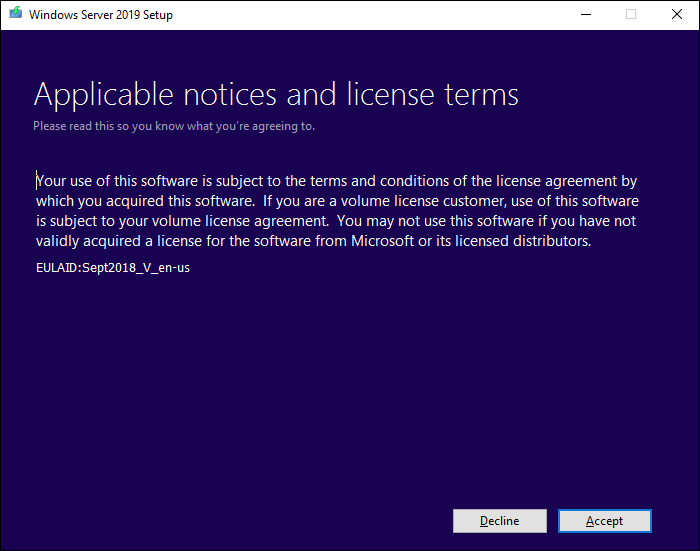 Windows Server 2019 Setup
Applicable notices and license terms
Please read this so you know what you're agreeing to.
Your use of this software is subject to the terms and conditions of the license agreement by
which you acquired this software.  If you are a volume license customer, use of this software
is subject to your volume license agreement.  You may not use this software if you have not
validly acquired a license for the software from Microsoft or its licensed distributors.
EULAID:Sept2018_V_en-us
Decline Accept